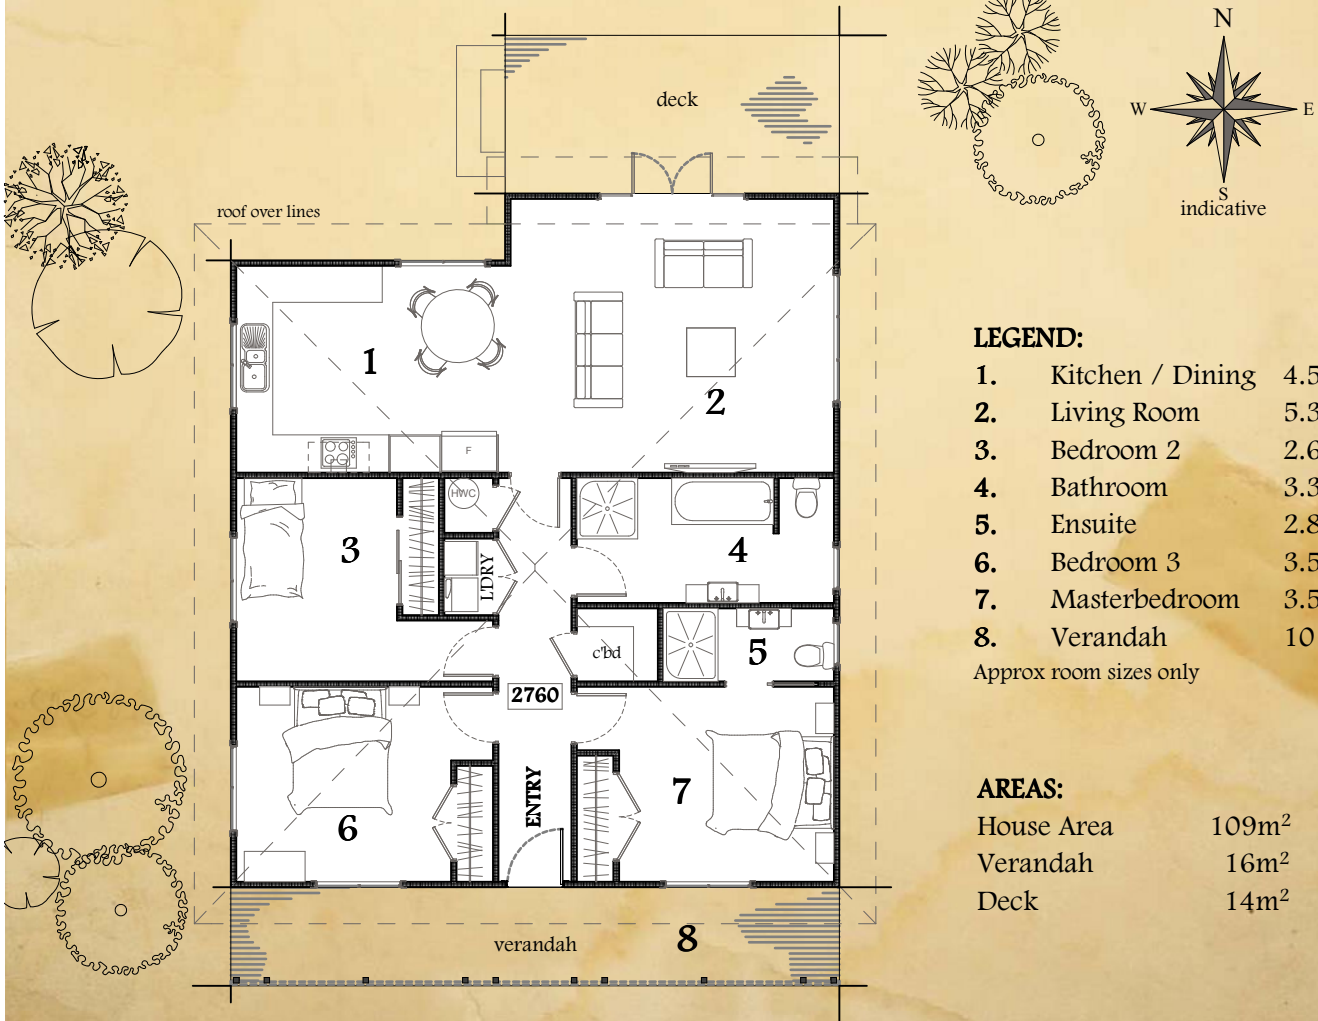 N
W
E
S
indicative
deck
roof over lines
1
2
F
HWC
3
L'DRY
4
5
c'bd
2760
ENTRY
6
7
verandah
8
LEGEND:
1. Kitchen / Dining 4.5
2. Living Room 5.3
3. Bedroom 2 2.6
4. Bathroom 3.3
5. Ensuite 2.8
6. Bedroom 3 3.5
7. Masterbedroom 3.5
8. Verandah 10
Approx room sizes only
AREAS:
House Area 109m²
Verandah 16m²
Deck 14m²